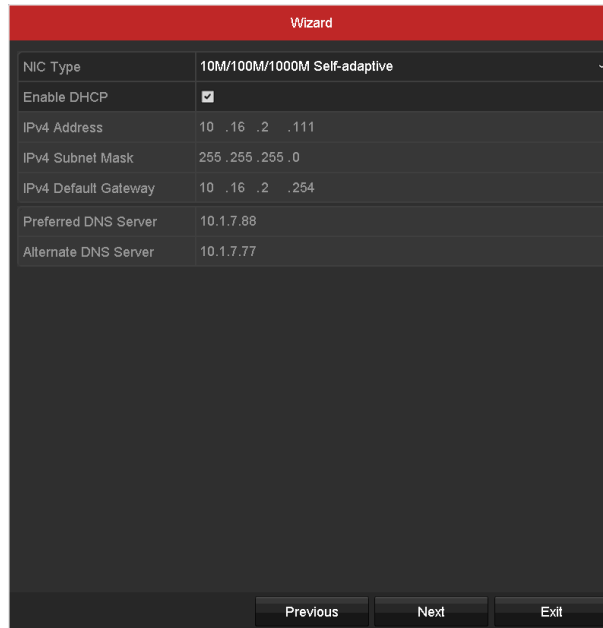 Wizard
NIC Type 10M/100M/1000M Self-adaptive
Enable DHCP
IPv4 Address 10 .16 .2 .111
IPv4 Subnet Mask 255.255.255.0
IPv4 Default Gateway 10 .16 .2 .254
Preferred DNS Server 10.1.7.88
Alternate DNS Server 10.1.7.77
Previous Next Exit